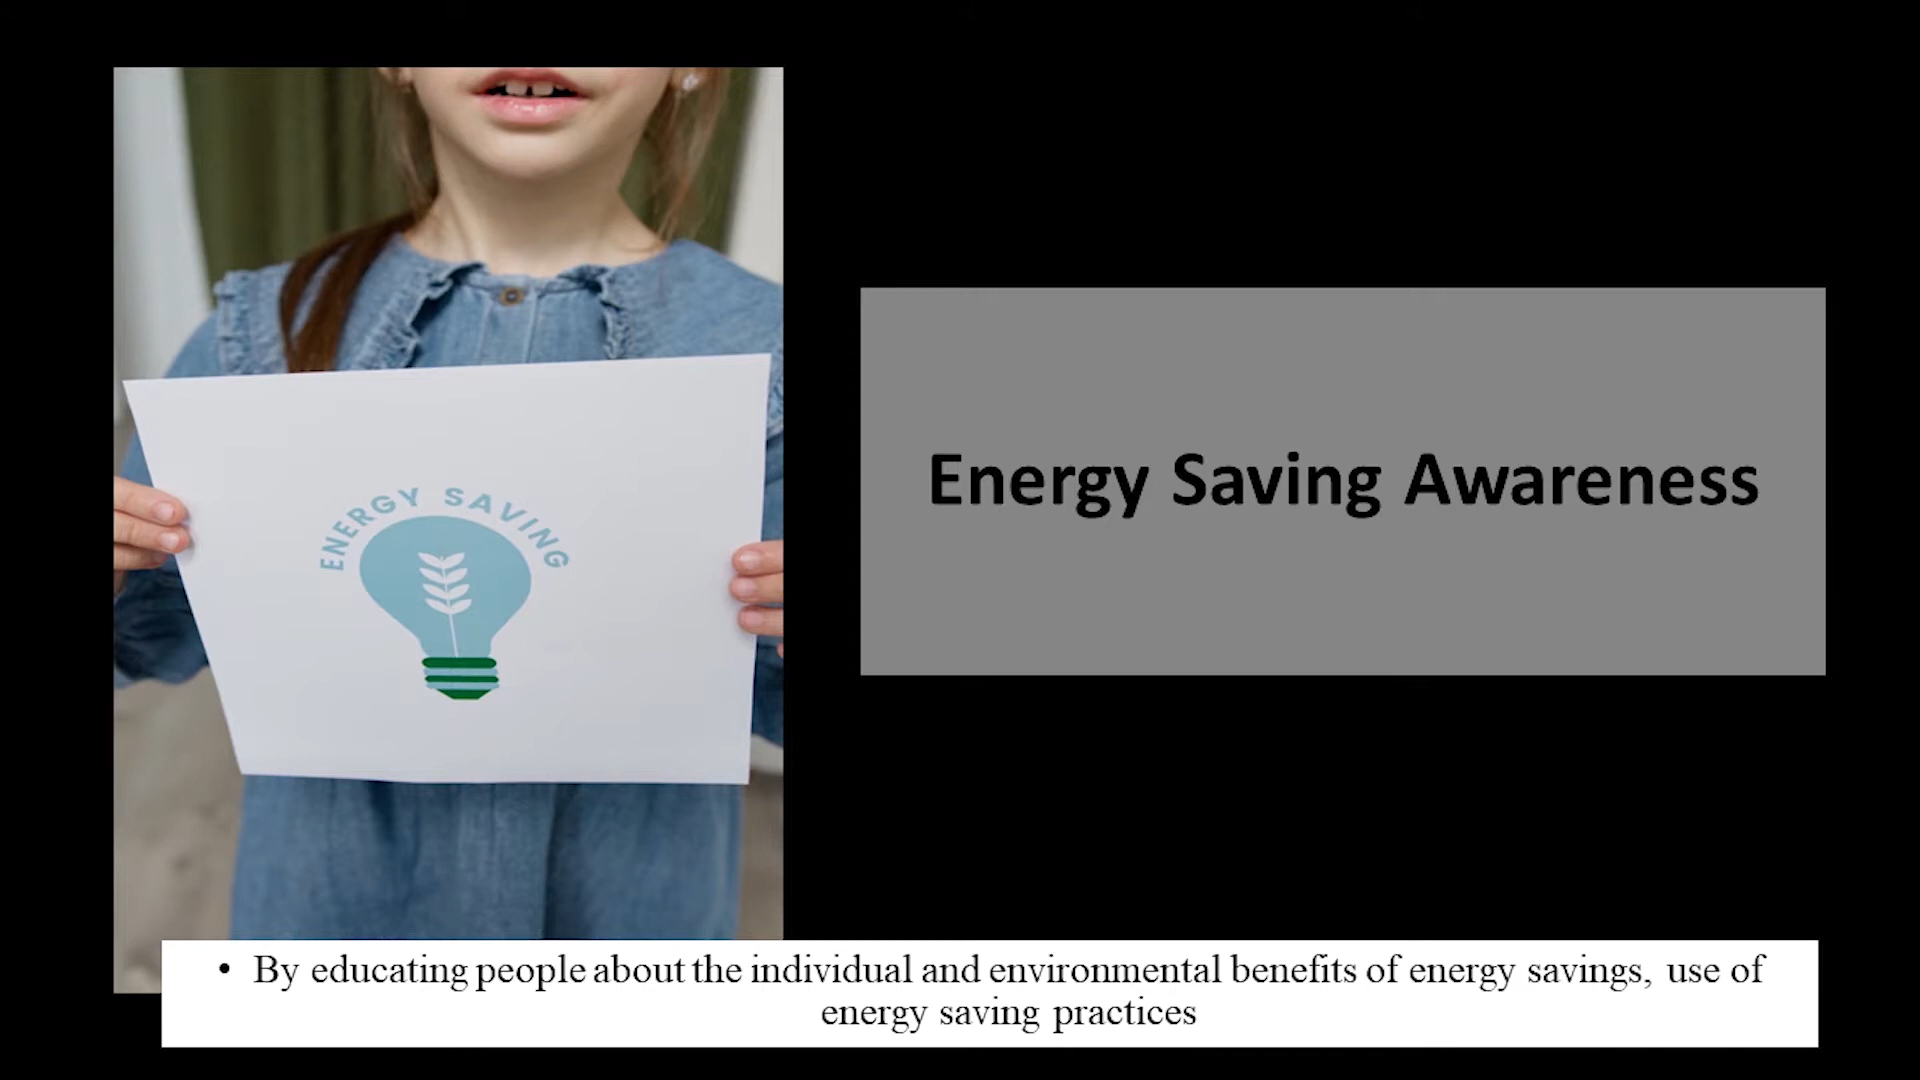 ENERGY SAVING
Energy Saving Awareness
• By educating people about the individual and environmental benefits of energy savings, use of
energy saving practices